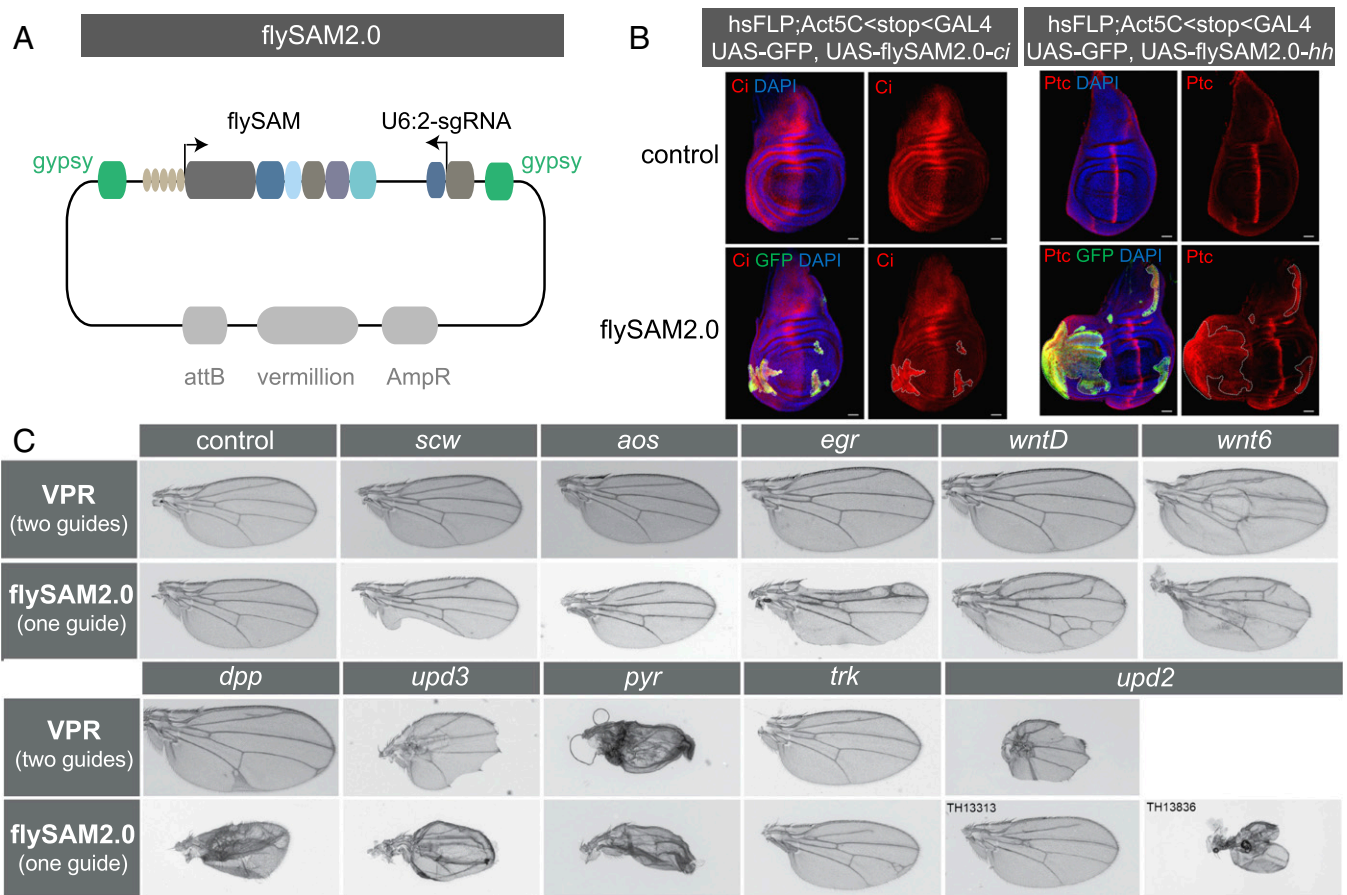 A
flySAM2.0
flySAM
U6:2-sgRNA
gypsy
gypsy
attB
vermillion
AmpR
B
hsFLP;Act5C<stop<GAL4
UAS-GFP, UAS-flySAM2.0-ci
hsFLP;Act5C<stop<GAL4
UAS-GFP, UAS-flySAM2.0-hh
control
Ci DAPI
Ci
Ptc DAPI
Ptc
flySAM2.0
Ci GFP DAPI
Ci
Ptc GFP DAPI
Ptc
C
control
scw
aos
egr
wntD
wnt6
VPR
(two guides)
flySAM2.0
(one guide)
dpp
upd3
pyr
trk
upd2
VPR
(two guides)
flySAM2.0
(one guide)
TH13313
TH13836